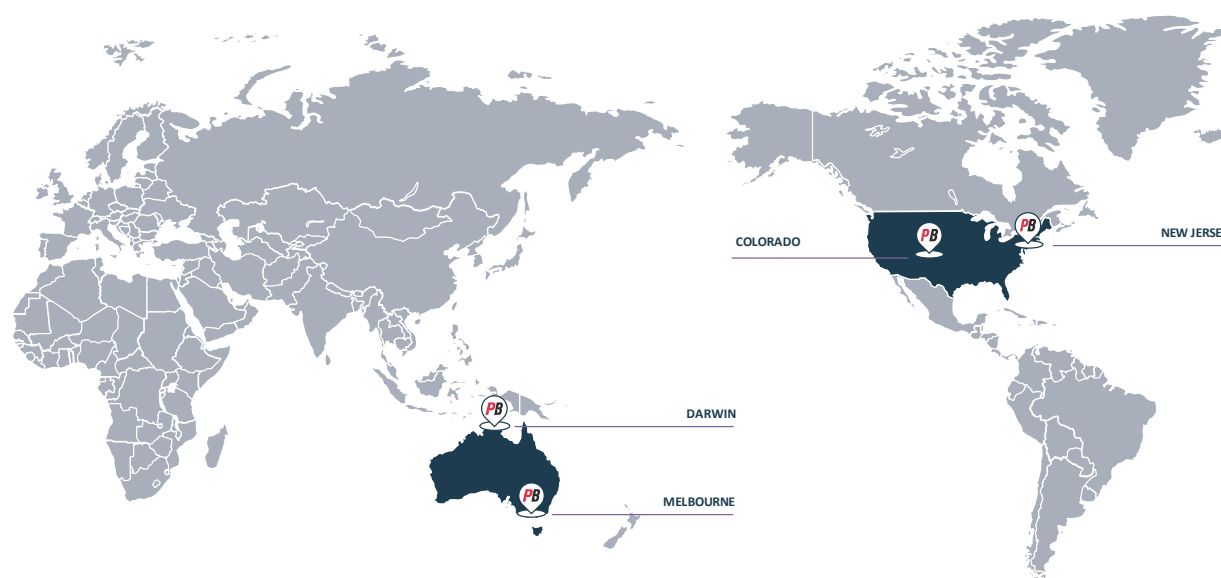 PB
NEW JERSE
COLORADO
PB
PB
DARWIN
PB
MELBOURNE